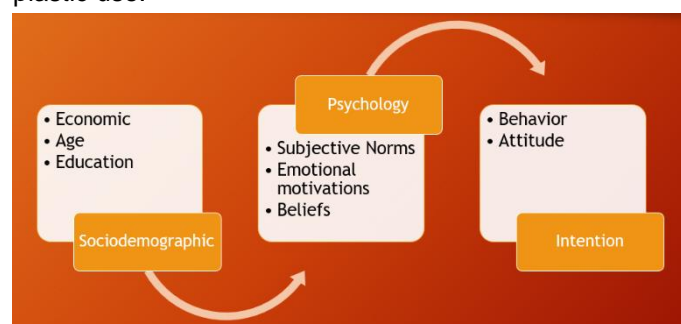 Psychology
• Economic
• Age
• Education
Sociodemographic
• Subjective Norms
• Emotional
motivations
• Beliefs
• Behavior
• Attitude
Intention